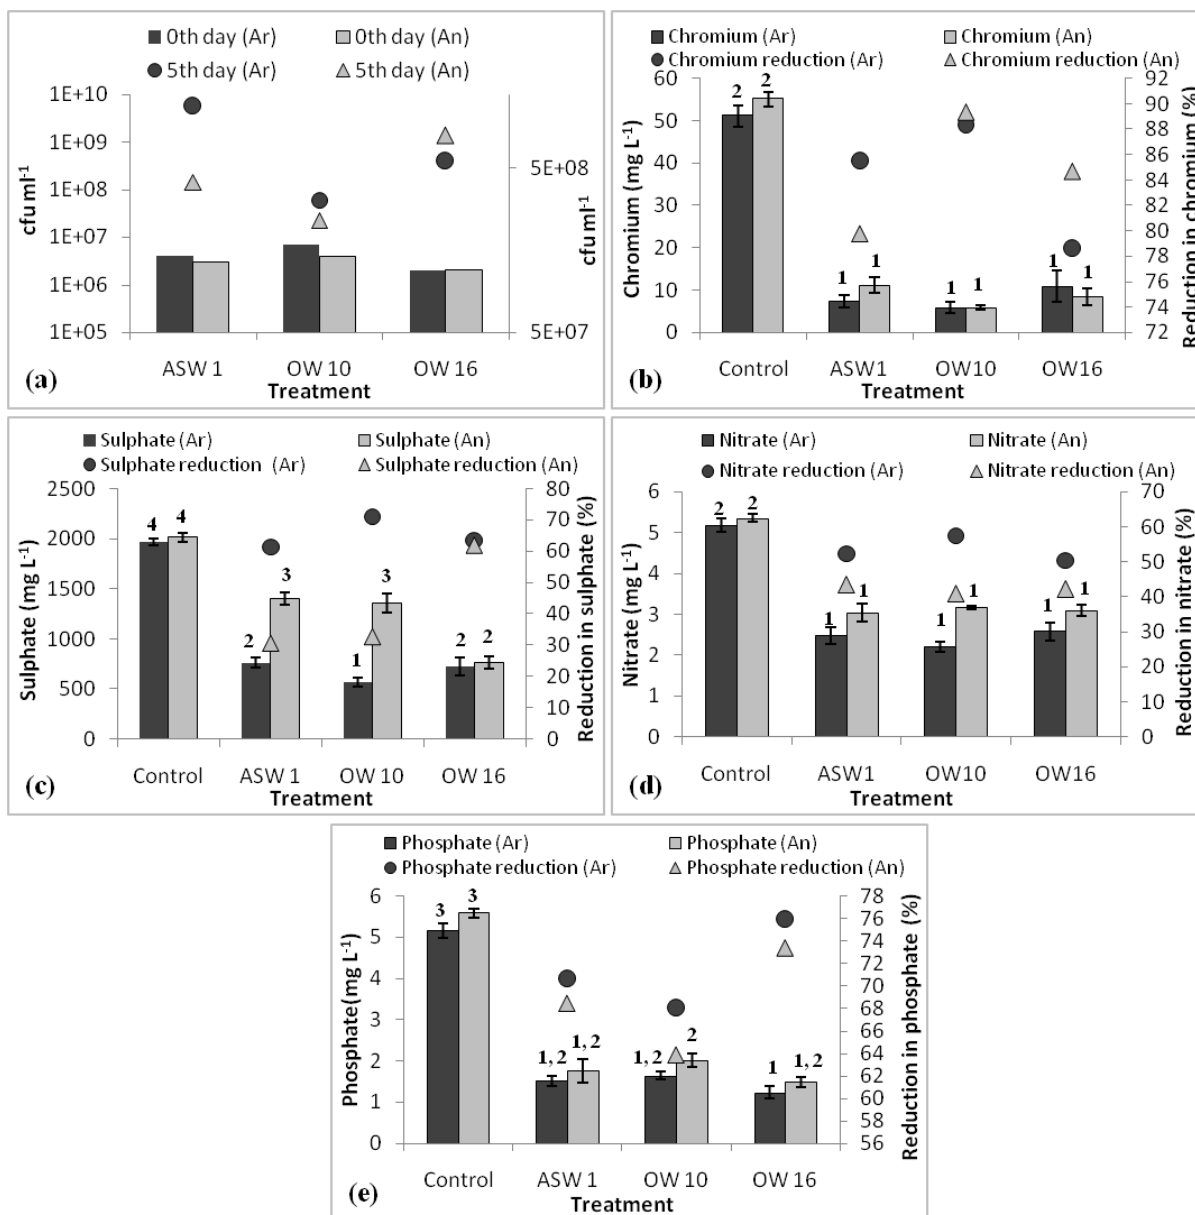 0th day (Ar) 0th day (An)
5th day (Ar) 5th day (An)
1E+10
1E+09
1E+08
1E+07
1E+06
1E+05
cfu ml-1
5E+08
5E+07
cfu ml-1
ASW 1 OW 10 OW 16
Treatment
(a)
Chromium (Ar) Chromium (An)
Chromium reduction (Ar) Chromium reduction (An)
60
50
40
30
20
10
0
Chromium (mg L-1)
2 2
1 1 1 1 1 1
92
90
88
86
84
82
80
78
76
74
72
Reduction in chromium (%)
Control ASW1 OW10 OW16
Treatment
(b)
Sulphate (Ar) Sulphate (An)
Sulphate reduction (Ar) Sulphate reduction (An)
2500
2000
1500
1000
500
0
Sulphate (mg L-1)
4 4
2 3 1 3 2 2
80
70
60
50
40
30
20
10
0
Reduction in sulphate (%)
Control ASW 1 OW 10 OW 16
Treatment
(c)
Nitrate (Ar) Nitrate (An)
Nitrate reduction (Ar) Nitrate reduction (An)
6
5
4
3
2
1
0
Nitrate (mg L-1)
2 2
1 1 1 1 1 1
70
60
50
40
30
20
10
0
Reduction in nitrate (%)
Control ASW1 OW10 OW16
Treatment
(d)
Phosphate (Ar) Phosphate (An)
Phosphate reduction (Ar) Phosphate reduction (An)
6
5
4
3
2
1
0
Phosphate(mg L-1)
3 3
1, 2 1, 2 1, 2 2 1 1, 2
78
76
74
72
70
68
66
64
62
60
58
56
Reduction in phosphate (%)
Control ASW 1 OW 10 OW 16
Treatment
(e)